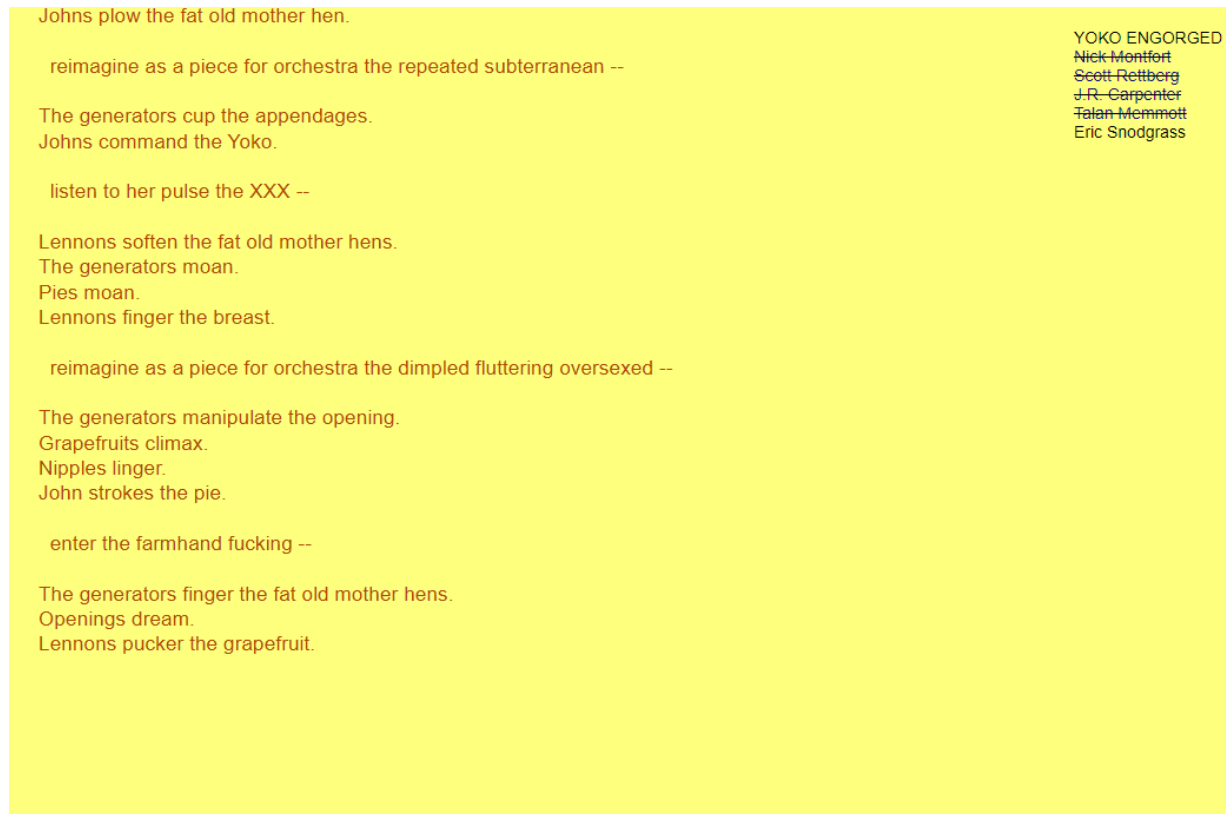 Johns plow the fat old mother hen.
reimagine as a piece for orchestra the repeated subterranean --
The generators cup the appendages.
Johns command the Yoko.
listen to her pulse the XXX --
Lennons soften the fat old mother hens.
The generators moan.
Pies moan.
Lennons finger the breast.
reimagine as a piece for orchestra the dimpled fluttering oversexed --
The generators manipulate the opening.
Grapefruits climax.
Nipples linger.
John strokes the pie.
enter the farmhand fucking --
The generators finger the fat old mother hens.
Openings dream.
Lennons pucker the grapefruit.
YOKO ENGORGED
Nick Montfort
Scott Rettberg
J.R. Carpenter
Talan Memmott
Eric Snodgrass